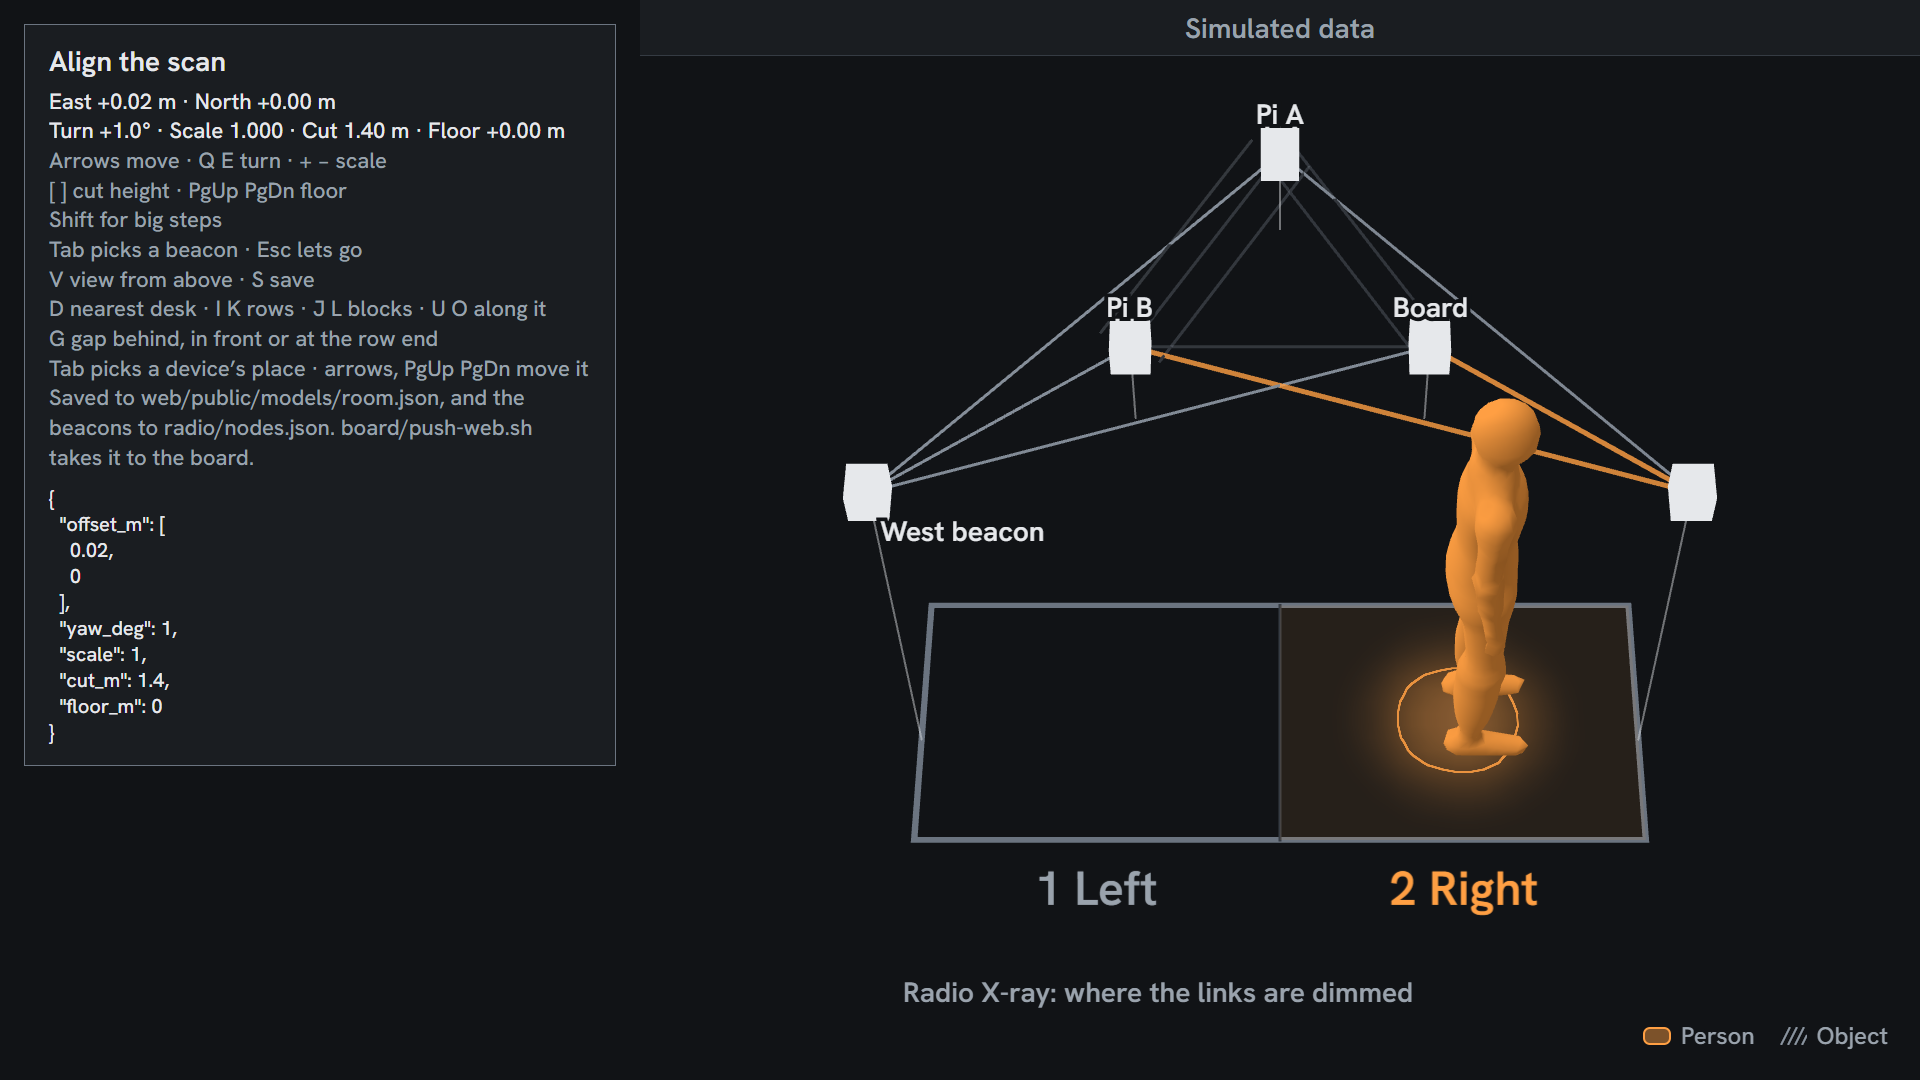 Align the scan
East +0.02 m · North +0.00 m
Turn +1.0° · Scale 1.000 · Cut 1.40 m · Floor +0.00 m
Arrows move · Q E turn · + − scale
[ ] cut height · PgUp PgDn floor
Shift for big steps
Tab picks a beacon · Esc lets go
V view from above · S save
D nearest desk · I K rows · J L blocks · U O along it
G gap behind, in front or at the row end
Tab picks a device’s place · arrows, PgUp PgDn move it
Saved to web/public/models/room.json, and the
beacons to radio/nodes.json. board/push-web.sh
takes it to the board.
{
"offset_m": [
0.02,
0
],
"yaw_deg": 1,
"scale": 1,
"cut_m": 1.4,
"floor_m": 0
}
Simulated data
Pi A
Pi B
Board
West beacon
1 Left
2 Right
Radio X-ray: where the links are dimmed
Person
Object